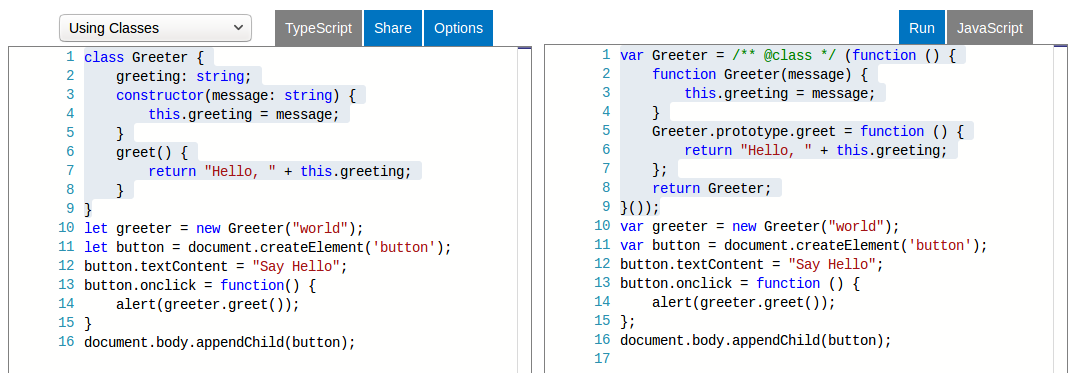 Using Classes TypeScript Share Options Run JavaScript
1 class Greeter {
2 greeting: string;
3 constructor(message: string) {
4 this.greeting = message;
5 }
6 greet() {
7 return "Hello, " + this.greeting;
8 }
9 }
10 let greeter = new Greeter("world");
11 let button = document.createElement('button');
12 button.textContent = "Say Hello";
13 button.onclick = function() {
14 alert(greeter.greet());
15 }
16 document.body.appendChild(button);
1 var Greeter = /** @class */ (function () {
2 function Greeter(message) {
3 this.greeting = message;
4 }
5 Greeter.prototype.greet = function () {
6 return "Hello, " + this.greeting;
7 };
8 return Greeter;
9 }());
10 var greeter = new Greeter("world");
11 var button = document.createElement('button');
12 button.textContent = "Say Hello";
13 button.onclick = function () {
14 alert(greeter.greet());
15 };
16 document.body.appendChild(button);
17